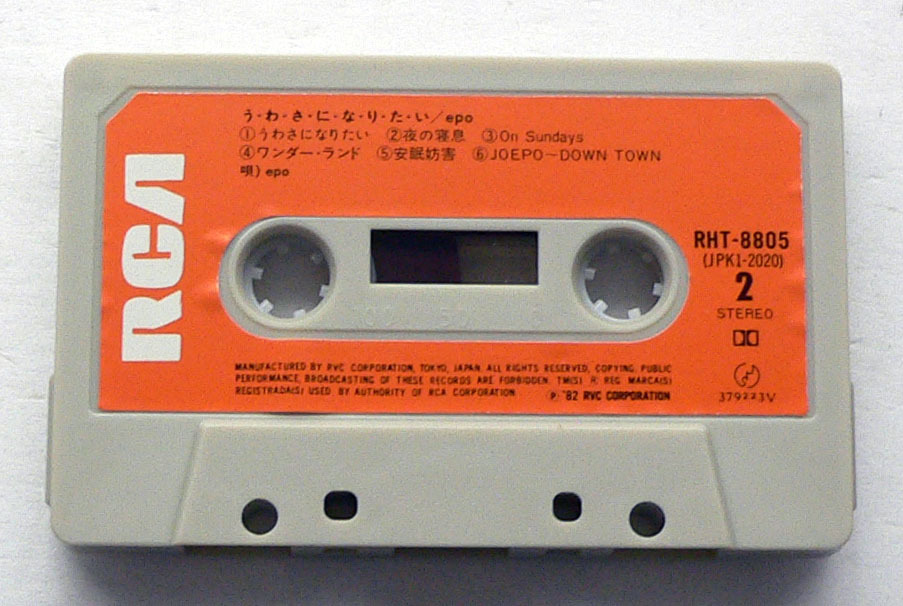 う・わ・さ・に・な・り・た・い／epo
①うわさになりたい ②夜の寝息 ③On Sundays
④ワンダー・ランド ⑤安眠妨害 ⑥JOEPO〜DOWN TOWN
唄) epo
RCA
RHT-8805
(JPK1-2020)
2
STEREO
MANUFACTURED BY RVC CORPORATION, TOKYO, JAPAN. ALL RIGHTS RESERVED, COPYING, PUBLIC
PERFORMANCE, BROADCASTING OF THESE RECORDS ARE FORBIDDEN. TM(S) ® REG. MARCA(S)
REGISTRADA(S) USED BY AUTHORITY OF RCA CORPORATION ℗ '82 RVC CORPORATION
379223V